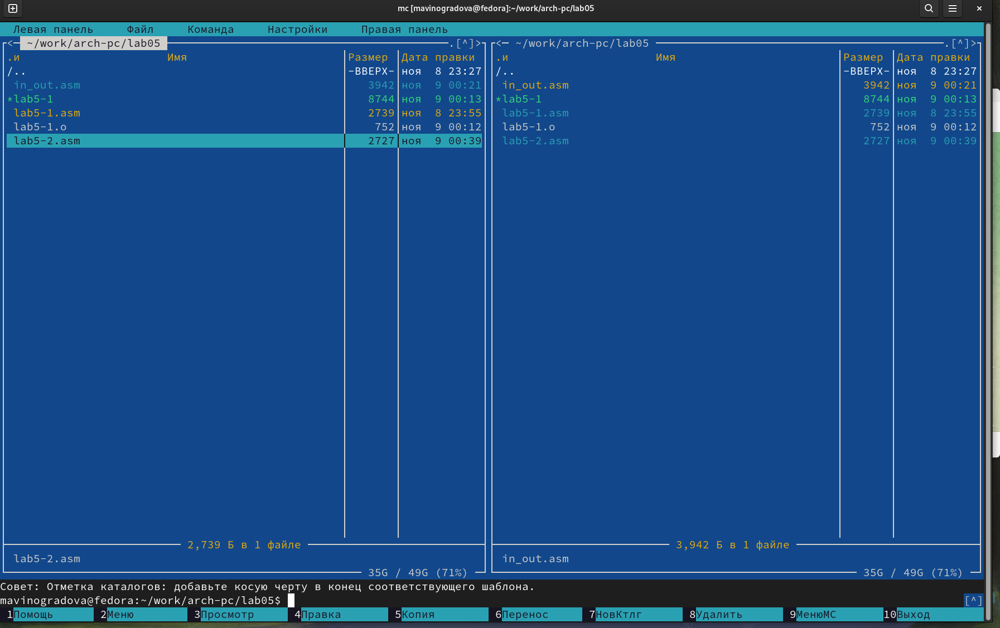 mc [mavinogradova@fedora]:~/work/arch-pc/lab05
Левая панель Файл Команда Настройки Правая панель
<─ ~/work/arch-pc/lab05 .[^]>
.и Имя Размер Дата правки
/.. -ВВЕРХ- ноя 8 23:27
in_out.asm 3942 ноя 9 00:21
*lab5-1 8744 ноя 9 00:13
lab5-1.asm 2739 ноя 8 23:55
lab5-1.o 752 ноя 9 00:12
lab5-2.asm 2727 ноя 9 00:39
2,739 Б в 1 файле
lab5-2.asm
35G / 49G (71%)
<─ ~/work/arch-pc/lab05 .[^]>
.и Имя Размер Дата правки
/.. -ВВЕРХ- ноя 8 23:27
in_out.asm 3942 ноя 9 00:21
*lab5-1 8744 ноя 9 00:13
lab5-1.asm 2739 ноя 8 23:55
lab5-1.o 752 ноя 9 00:12
lab5-2.asm 2727 ноя 9 00:39
3,942 Б в 1 файле
in_out.asm
35G / 49G (71%)
Совет: Отметка каталогов: добавьте косую черту в конец соответствующего шаблона.
mavinogradova@fedora:~/work/arch-pc/lab05$ [^]
1Помощь 2Меню 3Просмотр 4Правка 5Копия 6Перенос 7НовКтлг 8Удалить 9МенюМС 10Выход